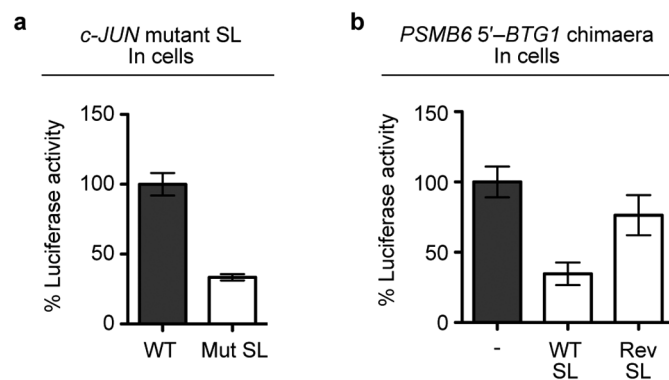 a
c-JUN mutant SL
In cells
% Luciferase activity
150
100
50
0
WT Mut SL
b
PSMB6 5'–BTG1 chimaera
In cells
% Luciferase activity
150
100
50
0
- WT Rev
SL SL